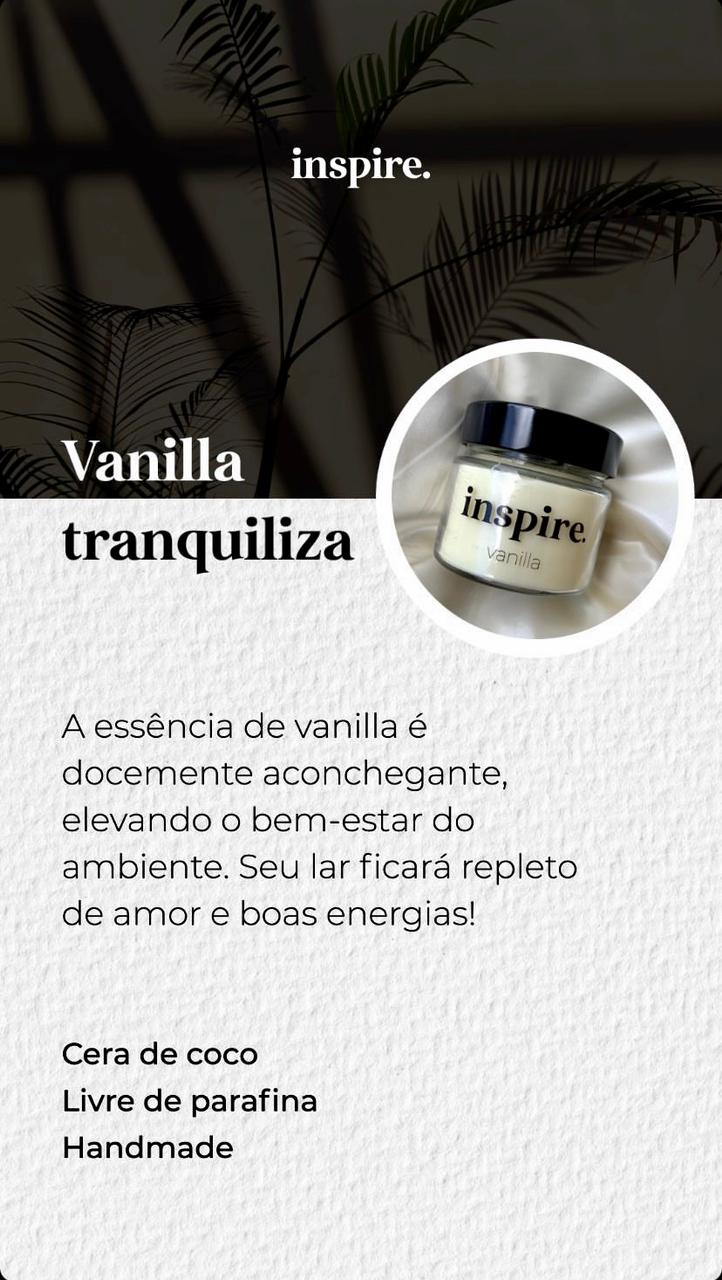 inspire.
Vanilla
tranquiliza
inspire.
vanilla
A essência de vanilla é
docemente aconchegante,
elevando o bem-estar do
ambiente. Seu lar ficará repleto
de amor e boas energias!
Cera de coco
Livre de parafina
Handmade